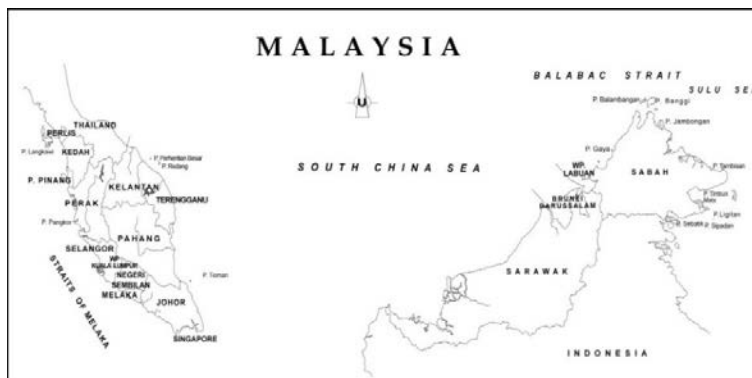 MALAYSIA
BALABAC STRAIT
SULU SE
P. Balambangan
P. Banggi
P. Jambongan
THAILAND
PERLIS
P. Langkawi
KEDAH
P. Perhentian Besar
P. Redang
P. Gaya
WP.
LABUAN
SABAH
P. Timbalan
P. PINANG
KELANTAN
TERENGGANU
SOUTH CHINA SEA
BRUNEI
DARUSSALAM
PERAK
P. Pangkor
P. Ligitan
P. Sebatik
P. Sipadan
PAHANG
SELANGOR
WP
KUALA LUMPUR
NEGERI
SEMBILAN
MELAKA
P. Tioman
SARAWAK
JOHOR
STRAITS OF MELAKA
SINGAPORE
INDONESIA
U